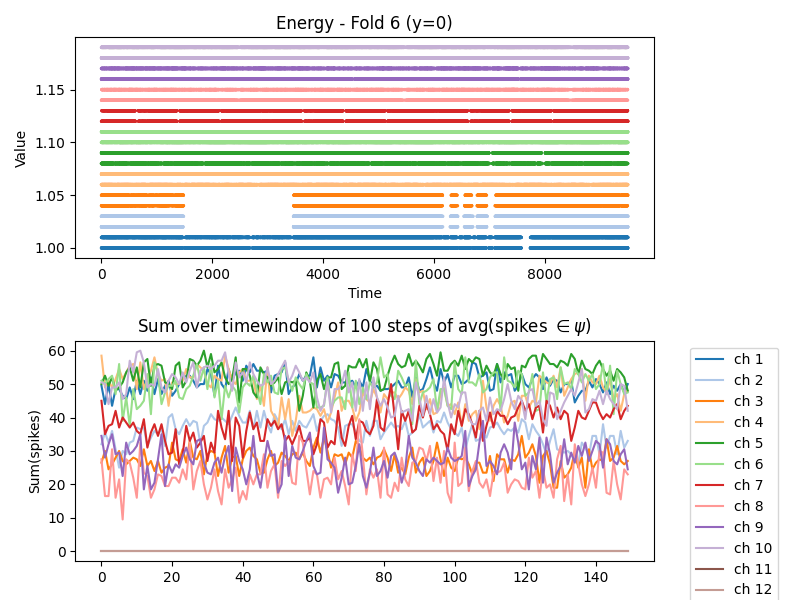 Energy - Fold 6 (y=0)
Value
1.15
1.10
1.05
1.00
0 2000 4000 6000 8000
Time
Sum over timewindow of 100 steps of avg(spikes ∈ ψ)
Sum(spikes)
60
50
40
30
20
10
0
0 20 40 60 80 100 120 140
ch 1
ch 2
ch 3
ch 4
ch 5
ch 6
ch 7
ch 8
ch 9
ch 10
ch 11
ch 12